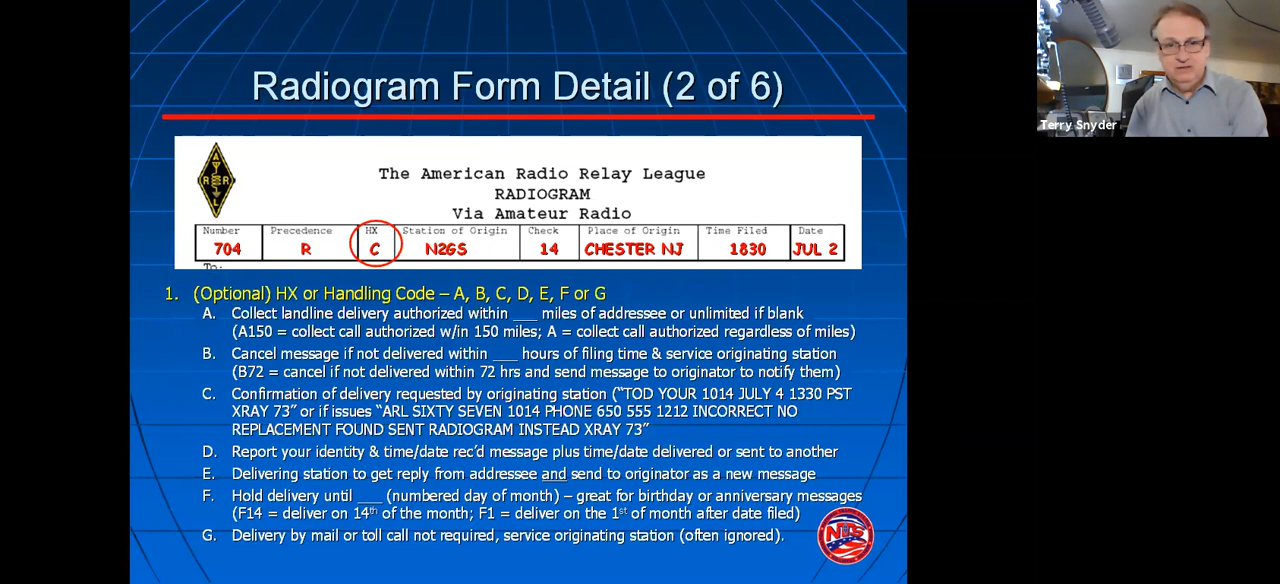 Radiogram Form Detail (2 of 6)
A
R R
L
The American Radio Relay League
RADIOGRAM
Via Amateur Radio
Number Precedence HX Station of Origin Check Place of Origin Time Filed Date
704 R C N2GS 14 CHESTER NJ 1830 JUL 2
To:
1. (Optional) HX or Handling Code – A, B, C, D, E, F or G
A. Collect landline delivery authorized within ___ miles of addressee or unlimited if blank
(A150 = collect call authorized w/in 150 miles; A = collect call authorized regardless of miles)
B. Cancel message if not delivered within ___ hours of filing time & service originating station
(B72 = cancel if not delivered within 72 hrs and send message to originator to notify them)
C. Confirmation of delivery requested by originating station (“TOD YOUR 1014 JULY 4 1330 PST
XRAY 73” or if issues “ARL SIXTY SEVEN 1014 PHONE 650 555 1212 INCORRECT NO
REPLACEMENT FOUND SENT RADIOGRAM INSTEAD XRAY 73”
D. Report your identity & time/date rec’d message plus time/date delivered or sent to another
E. Delivering station to get reply from addressee and send to originator as a new message
F. Hold delivery until ___ (numbered day of month) – great for birthday or anniversary messages
(F14 = deliver on 14th of the month; F1 = deliver on the 1st of month after date filed)
G. Delivery by mail or toll call not required, service originating station (often ignored).
NTS
Terry Snyder